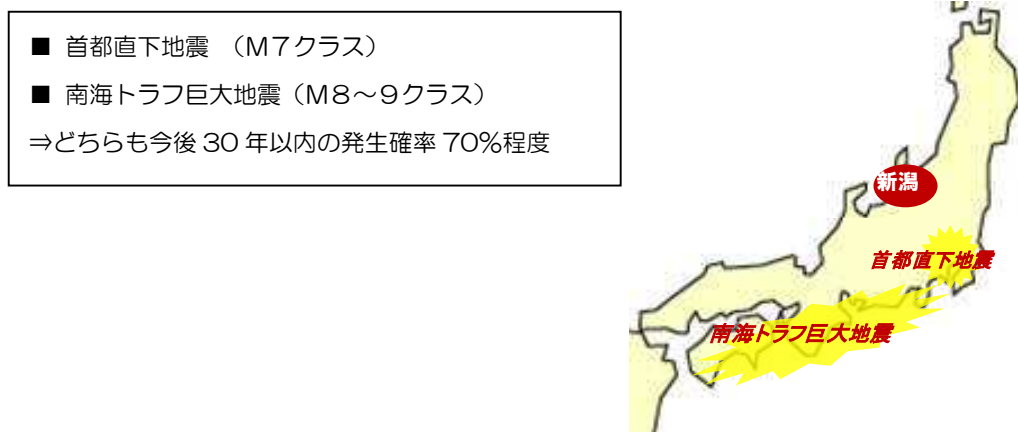 ■ 首都直下地震 （Ｍ７クラス）
■ 南海トラフ巨大地震（Ｍ８～９クラス）
⇒どちらも今後 30 年以内の発生確率 70％程度
新潟
首都直下地震
南海トラフ巨大地震